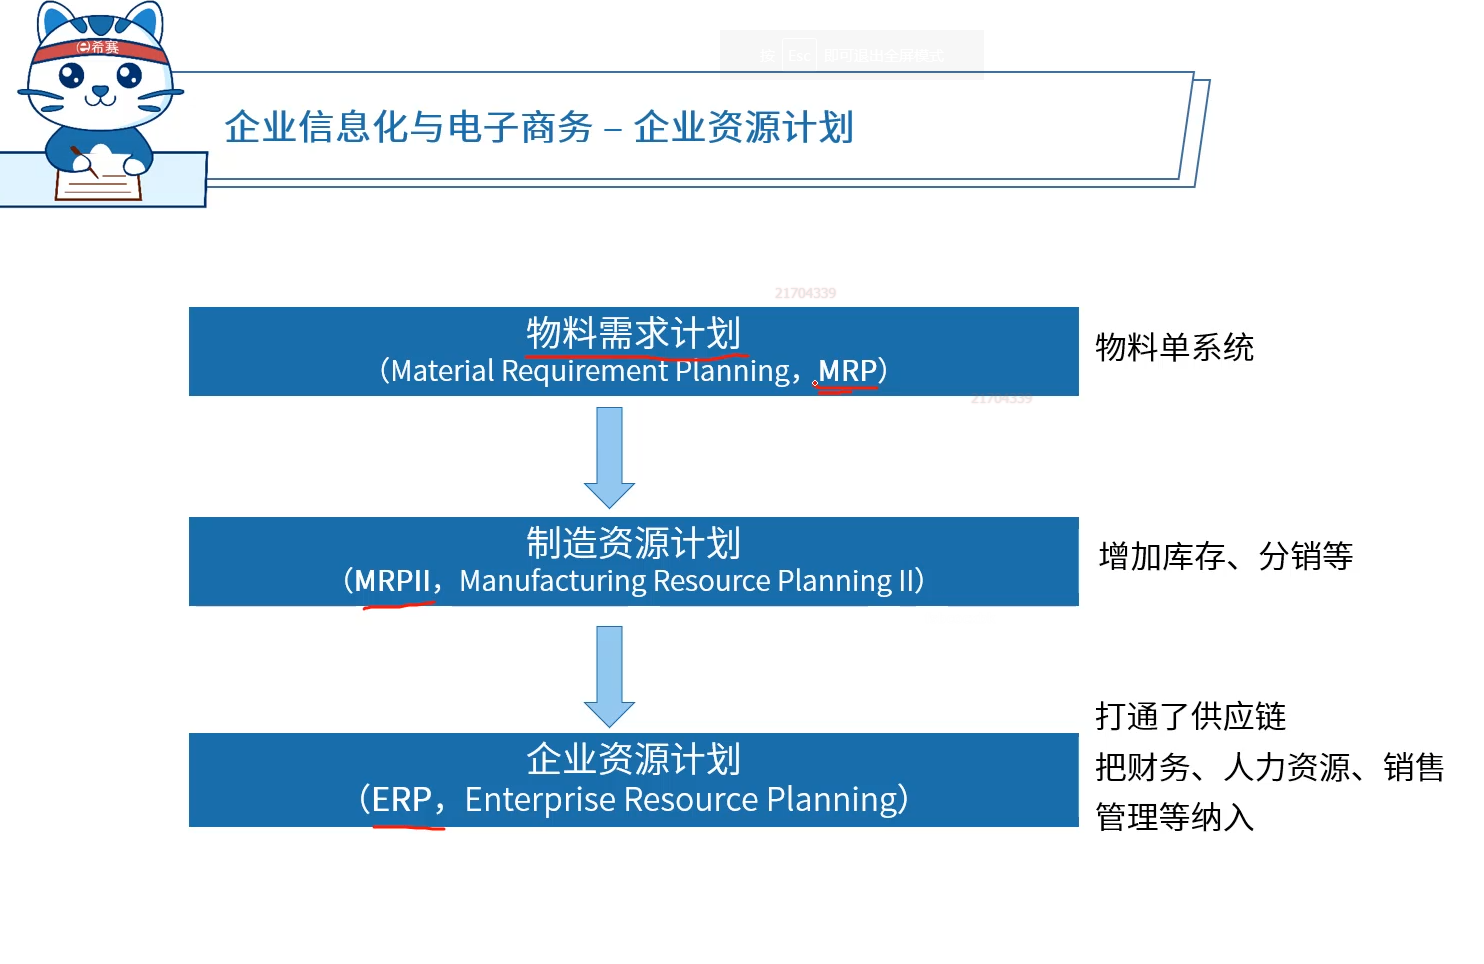 希赛
按 Esc 即可退出全屏模式
企业信息化与电子商务 – 企业资源计划
21704339
物料需求计划
（Material Requirement Planning，MRP）
物料单系统
21704339
制造资源计划
（MRPII，Manufacturing Resource Planning II）
增加库存、分销等
企业资源计划
（ERP，Enterprise Resource Planning）
打通了供应链
把财务、人力资源、销售
管理等纳入